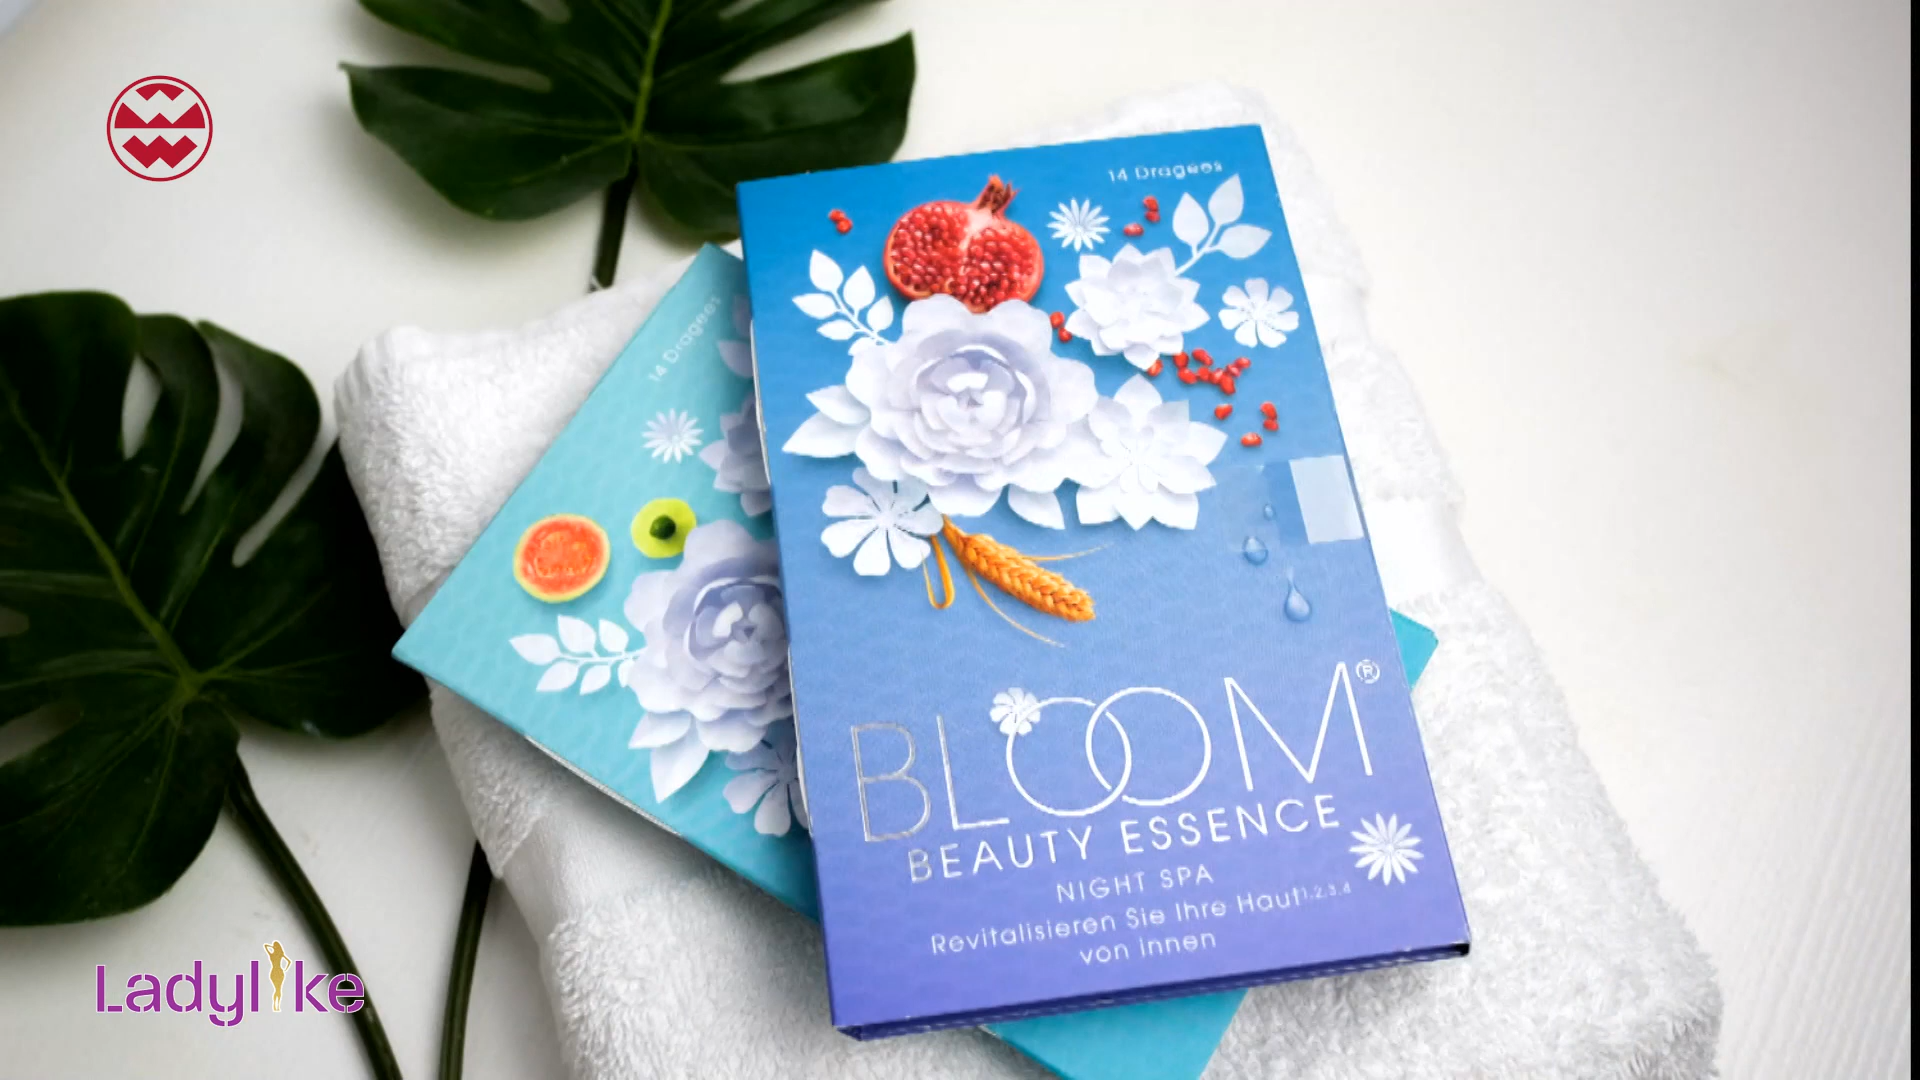 14 Dragees
14 Dragees
BLOOM®
BEAUTY ESSENCE
NIGHT SPA
Revitalisieren Sie Ihre Haut1,2,3,4
von innen
Ladylike